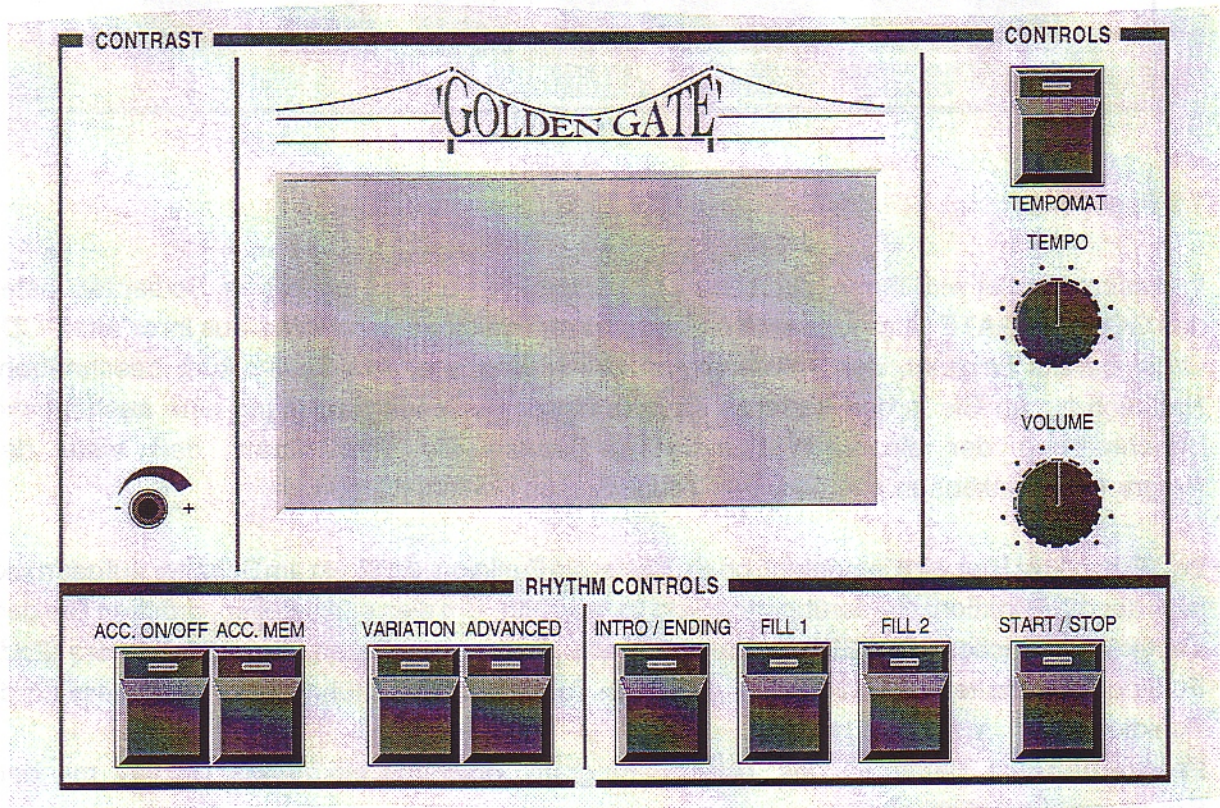 CONTRAST
CONTROLS
'GOLDEN GATE'
TEMPOMAT
TEMPO
VOLUME
- +
RHYTHM CONTROLS
ACC. ON/OFF ACC. MEM VARIATION ADVANCED INTRO / ENDING FILL 1 FILL 2 START / STOP